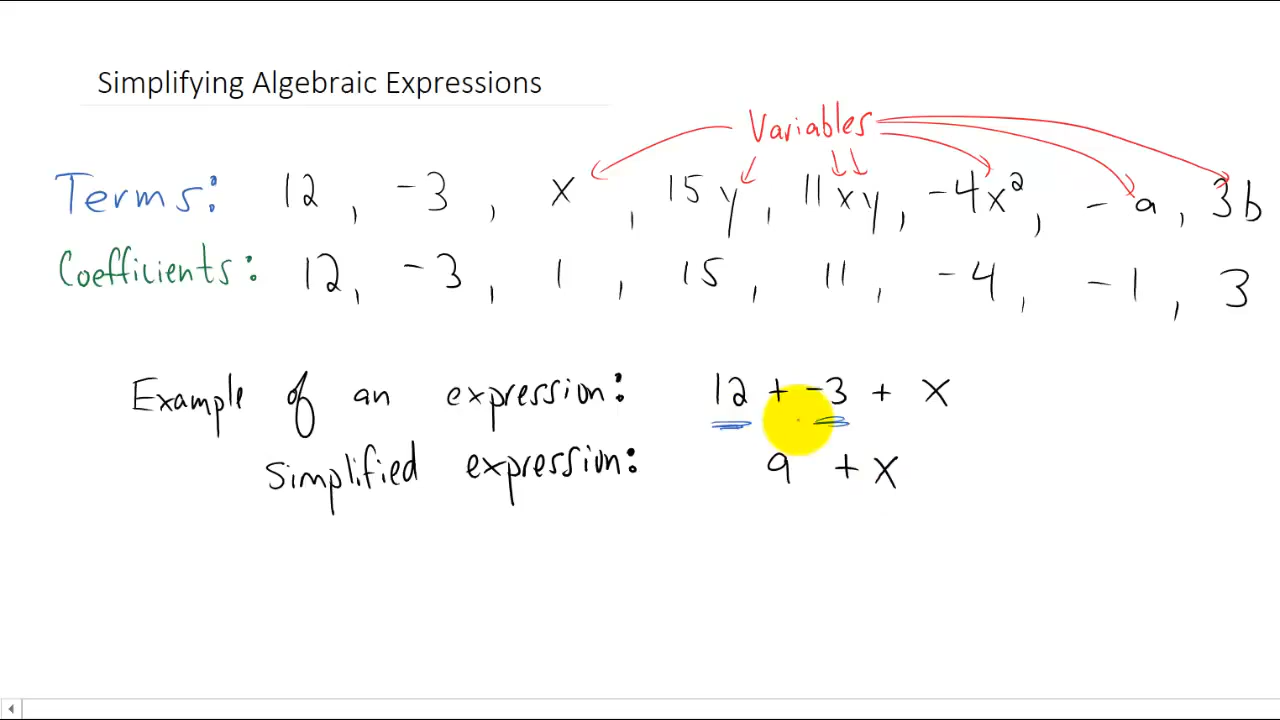 Simplifying Algebraic Expressions
Variables
Terms: 12, -3, x, 15y, 11xy, -4x², -a, 3b
Coefficients: 12, -3, 1, 15, 11, -4, -1, 3
Example of an expression: 12 + -3 + x
Simplified expression: 9 + x